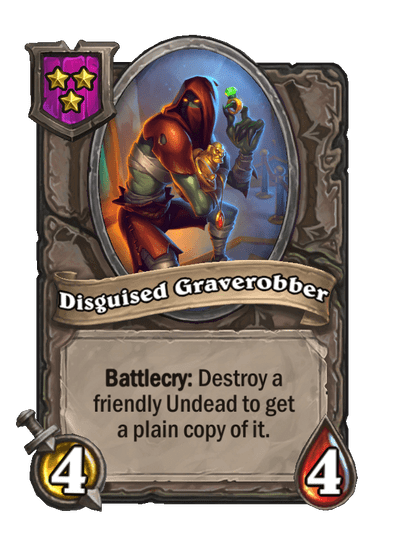 Disguised Graverobber
Battlecry: Destroy a
friendly Undead to get
a plain copy of it.
4
4